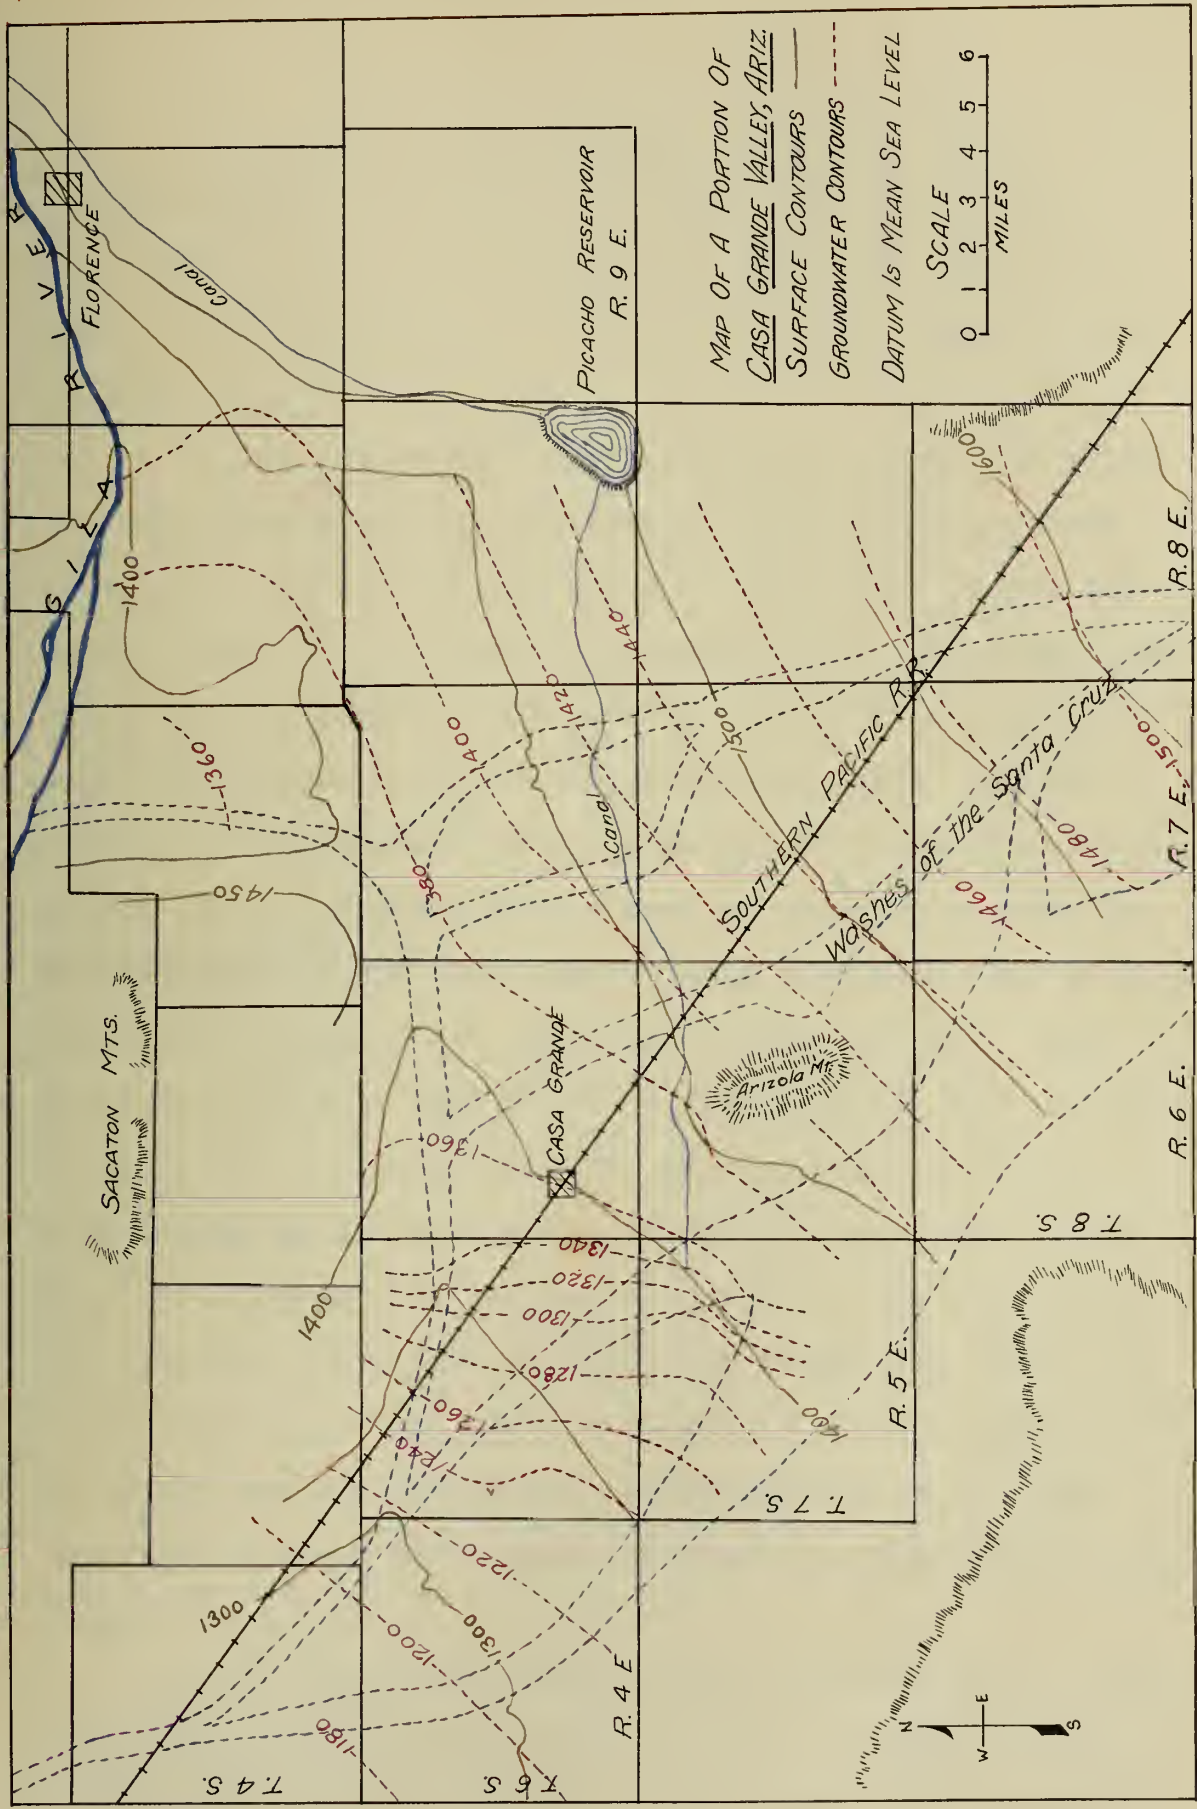 MAP OF A PORTION OF
CASA GRANDE VALLEY, ARIZ.
SURFACE CONTOURS
GROUNDWATER CONTOURS
DATUM IS MEAN SEA LEVEL
SCALE
0 1 2 3 4 5 6
MILES
GILA RIVER
FLORENCE
Canal
PICACHO RESERVOIR
R. 9 E.
SACATON MTS.
CASA GRANDE
Canal
SOUTHERN PACIFIC R.R.
Washes of the Santa Cruz
Arizola Mt.
1400
1360
1450
1400
1380
1420
1440
1500
1600
1500
1480
1460
1360
1340
1320
1300
1280
1260
1240
1220
1200
1180
1400
1300
1300
1400
R. 8 E.
R. 7 E.
R. 6 E.
R. 5 E.
R. 4 E
T. 4 S.
T. 6 S.
T. 7 S.
T. 8 S.
N
E
S
W